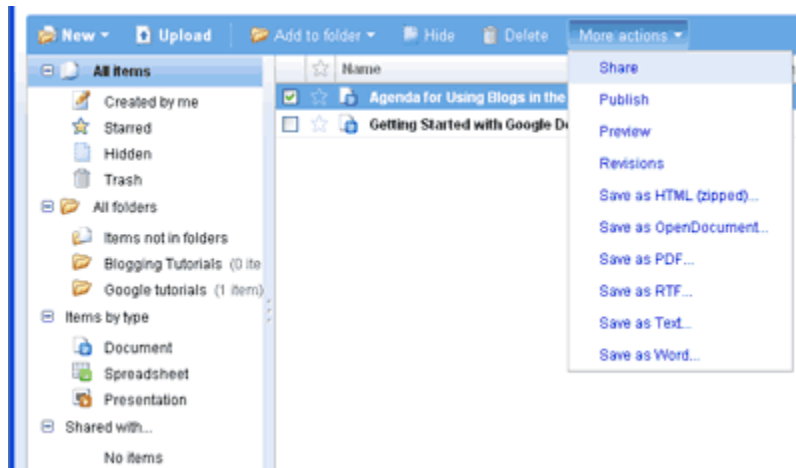 New Upload Add to folder Hide Delete More actions
All items
Created by me
Starred
Hidden
Trash
All folders
Items not in folders
Blogging Tutorials (0 ite
Google tutorials (1 item)
Items by type
Document
Spreadsheet
Presentation
Shared with...
No items
Name
Agenda for Using Blogs in the
Getting Started with Google Do
Share
Publish
Preview
Revisions
Save as HTML (zipped)...
Save as OpenDocument...
Save as PDF...
Save as RTF...
Save as Text...
Save as Word...